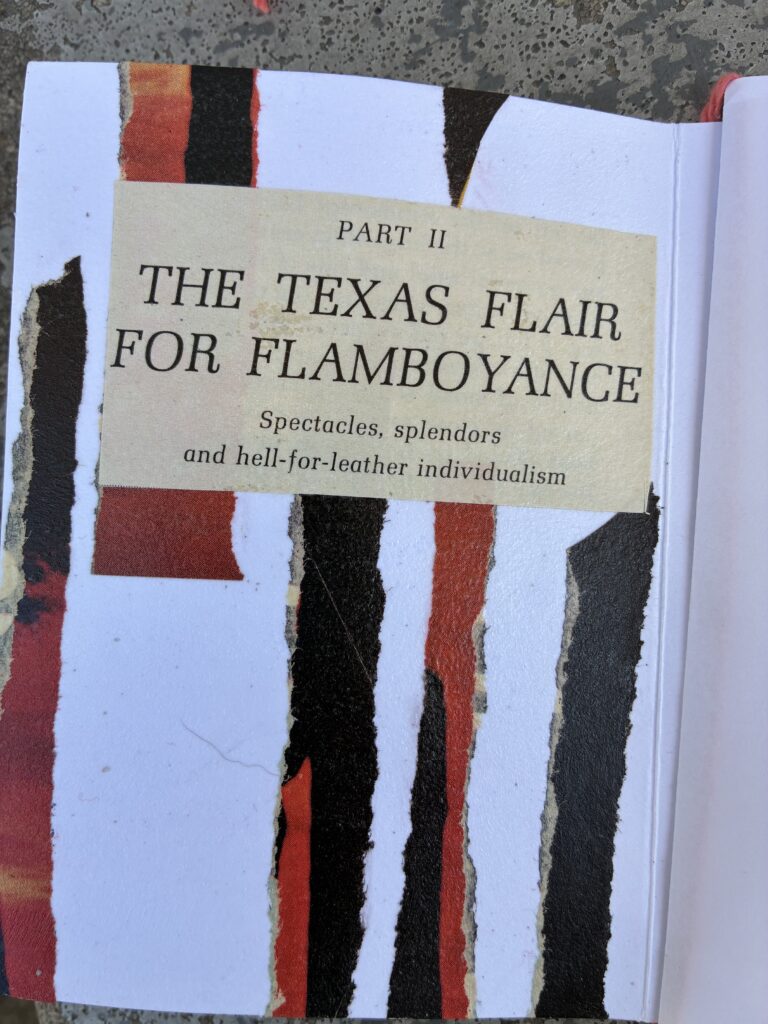 PART II
THE TEXAS FLAIR
FOR FLAMBOYANCE
Spectacles, splendors
and hell-for-leather individualism